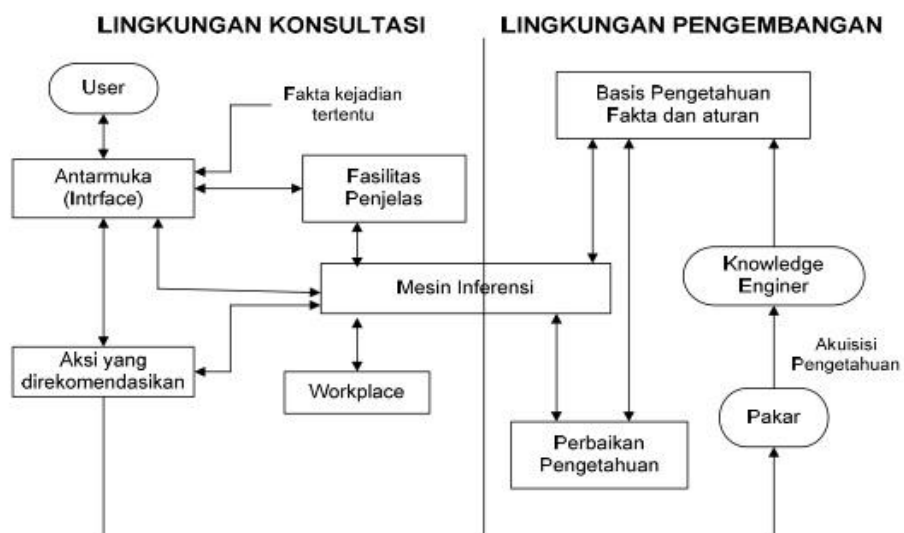 LINGKUNGAN KONSULTASI
LINGKUNGAN PENGEMBANGAN
User
Fakta kejadian
tertentu
Antarmuka
(Intrface)
Fasilitas
Penjelas
Mesin Inferensi
Aksi yang
direkomendasikan
Workplace
Basis Pengetahuan
Fakta dan aturan
Knowledge
Enginer
Akuisisi
Pengetahuan
Pakar
Perbaikan
Pengetahuan